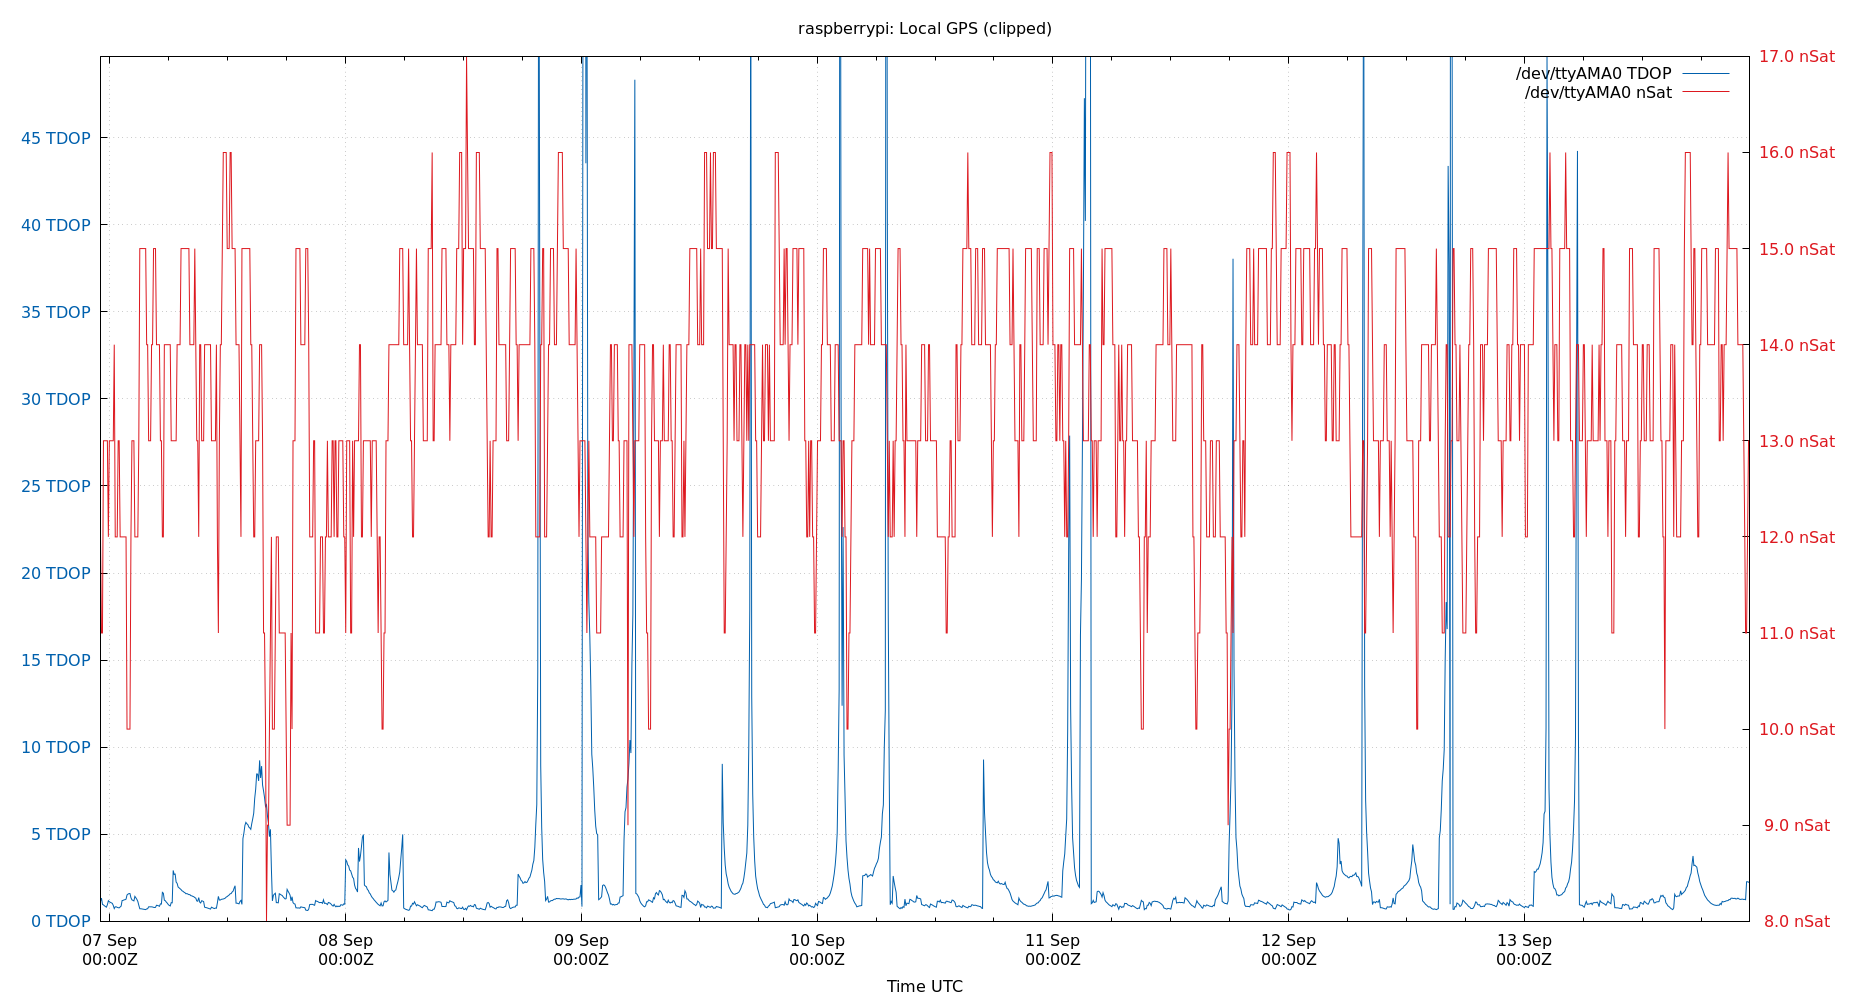 raspberrypi: Local GPS (clipped)
17.0 nSat
/dev/ttyAMA0 TDOP
/dev/ttyAMA0 nSat
45 TDOP
16.0 nSat
40 TDOP
15.0 nSat
35 TDOP
14.0 nSat
30 TDOP
13.0 nSat
25 TDOP
12.0 nSat
20 TDOP
11.0 nSat
15 TDOP
10.0 nSat
10 TDOP
9.0 nSat
5 TDOP
8.0 nSat
0 TDOP
07 Sep 08 Sep 09 Sep 10 Sep 11 Sep 12 Sep 13 Sep
00:00Z 00:00Z 00:00Z 00:00Z 00:00Z 00:00Z 00:00Z
Time UTC